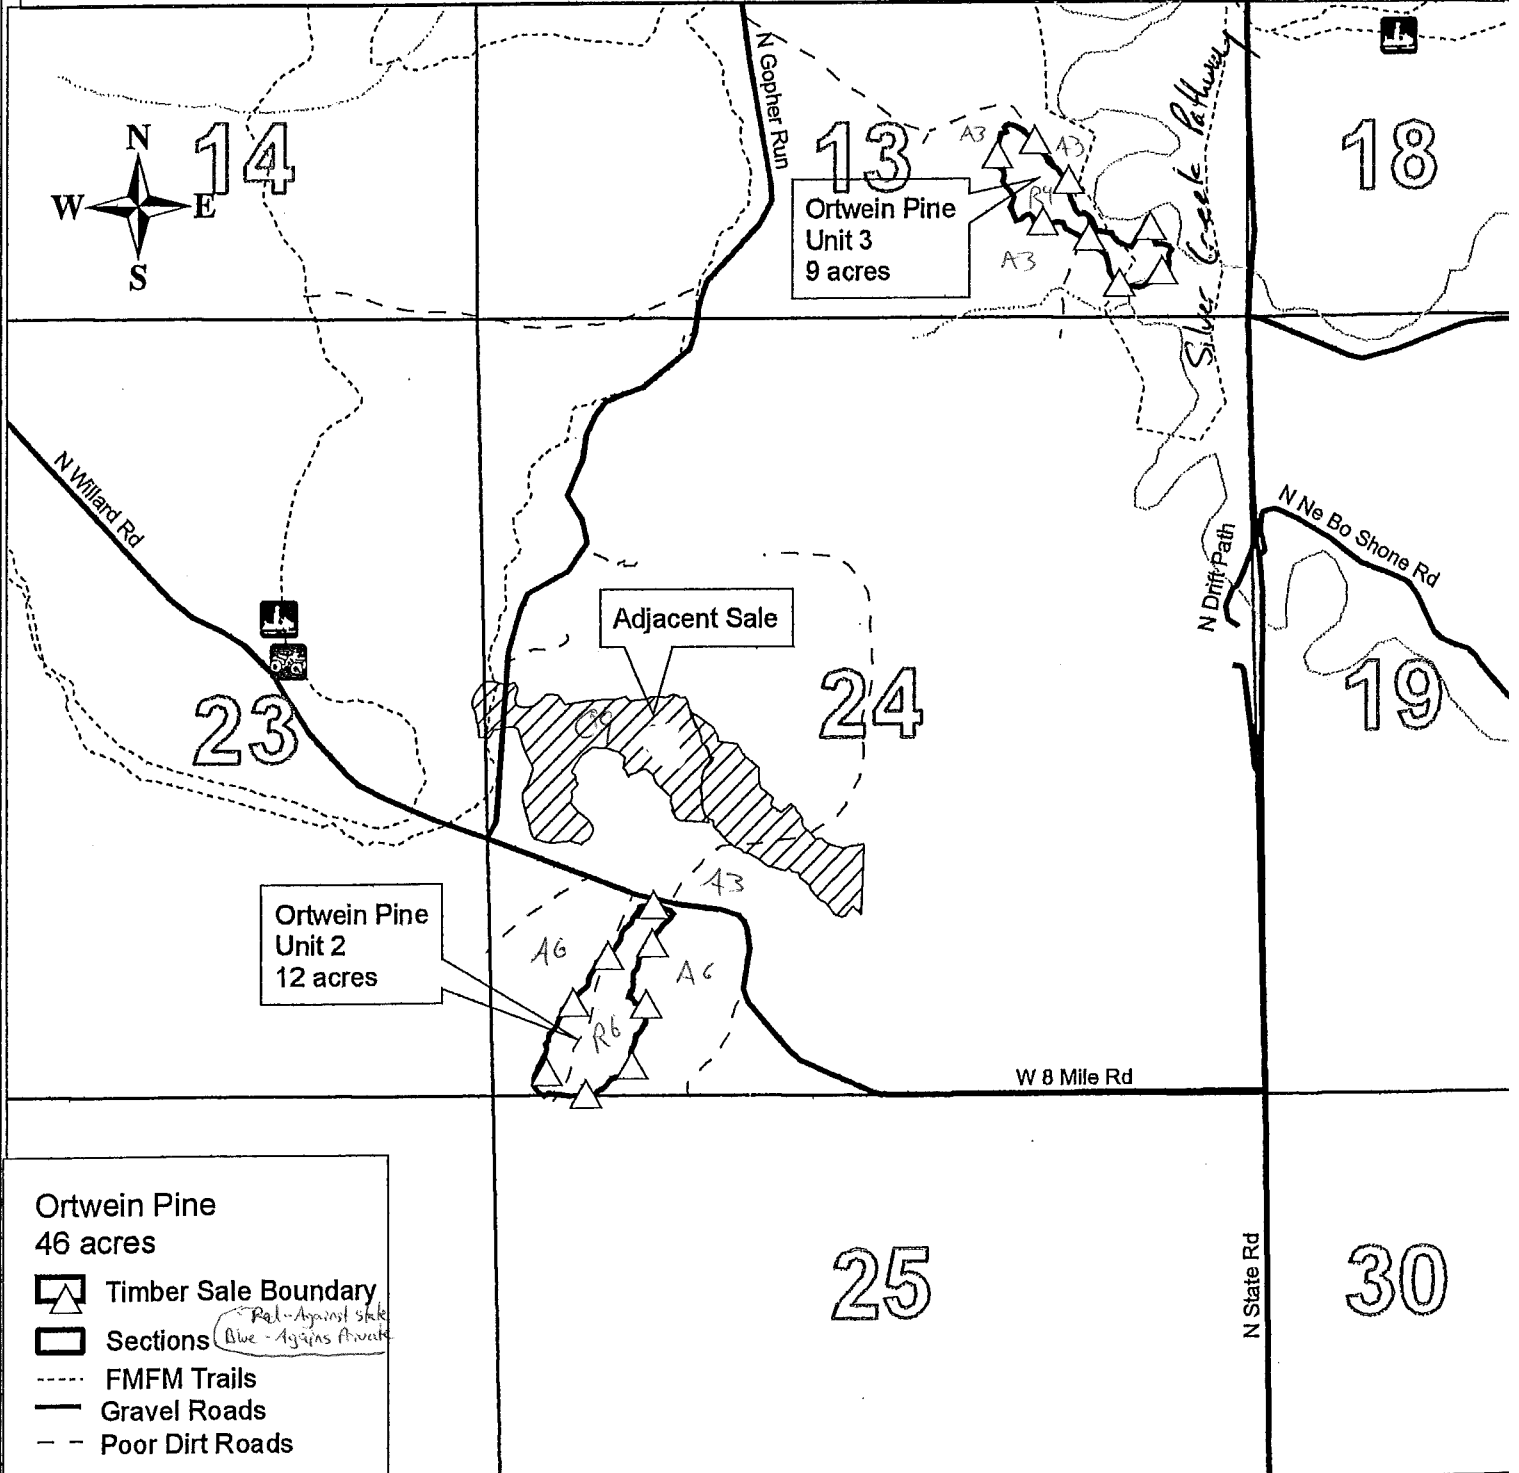 N Gopher Run
Silver Creek Pathway
14
13
18
N
W E
S
A3
A3
R4
A3
Ortwein Pine
Unit 3
9 acres
N Willard Rd
N Ne Bo Shone Rd
N Drift Path
Adjacent Sale
23
24
19
A3
Ortwein Pine
Unit 2
12 acres
A6
A6
R6
W 8 Mile Rd
Ortwein Pine
46 acres
Timber Sale Boundary
Red-Against state
Sections
Blue-Agains Private
FMFM Trails
Gravel Roads
Poor Dirt Roads
25
N State Rd
30